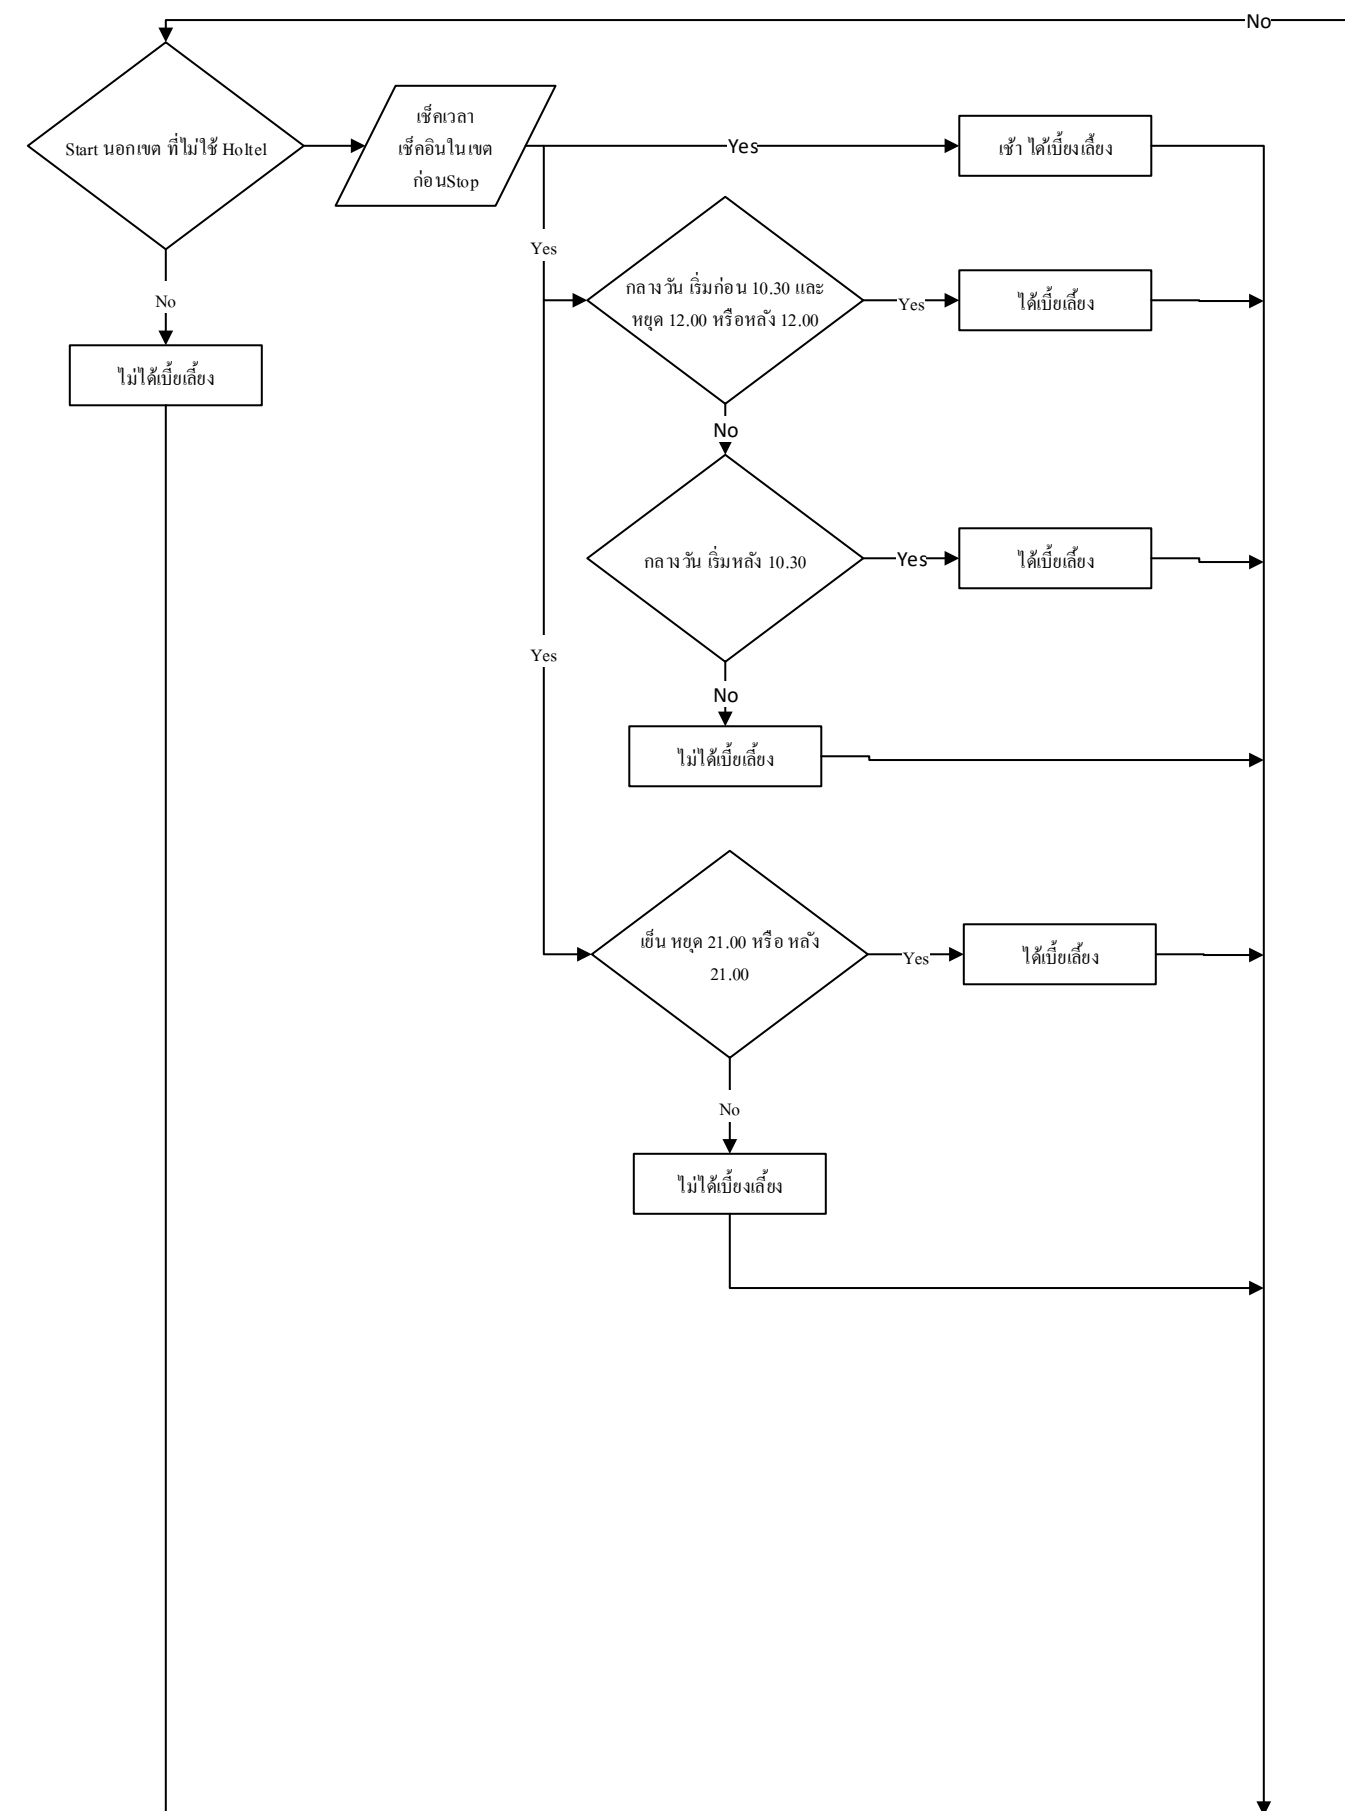 No
Start นอกเขต ที่ไม่ใช้ Holtel
เช็คเวลา
เช็คอินในเขต
ก่อนStop
Yes
เช้า ได้เบี้ยงเลี้ยง
Yes
กลางวัน เริ่มก่อน 10.30 และ
หยุด 12.00 หรือหลัง 12.00
Yes
ได้เบี้ยเลี้ยง
No
ไม่ได้เบี้ยเลี้ยง
No
กลางวัน เริ่มหลัง 10.30
Yes
ได้เบี้ยเลี้ยง
Yes
No
ไม่ได้เบี้ยเลี้ยง
เย็น หยุด 21.00 หรือ หลัง
21.00
Yes
ได้เบี้ยเลี้ยง
No
ไม่ได้เบี้ยงเลี้ยง